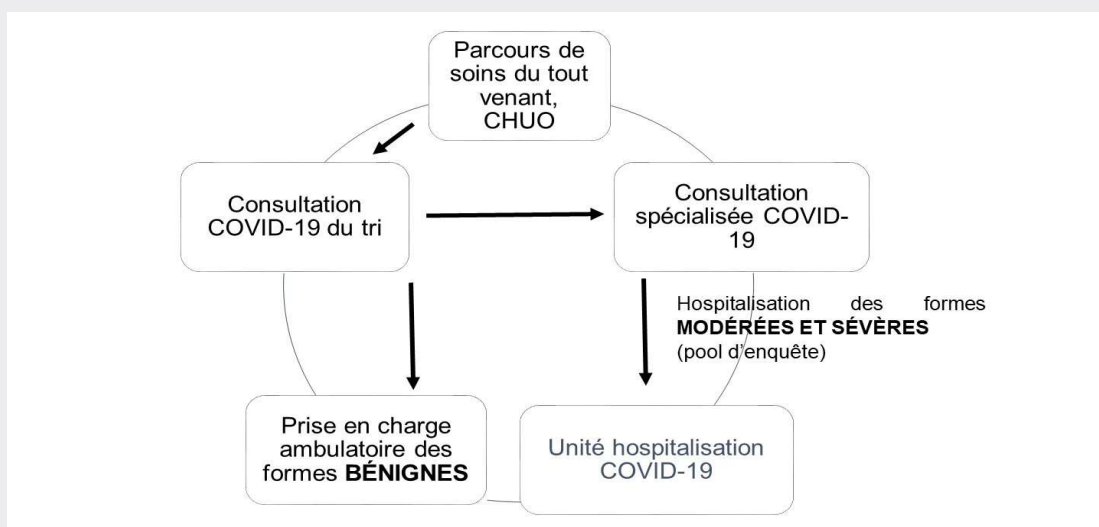 Parcours de
soins du tout
venant,
CHUO
Consultation
COVID-19 du tri
Consultation
spécialisée COVID-
19
Hospitalisation des formes
MODÉRÉES ET SÉVÈRES
(pool d'enquête)
Prise en charge
ambulatoire des
formes BÉNIGNES
Unité hospitalisation
COVID-19